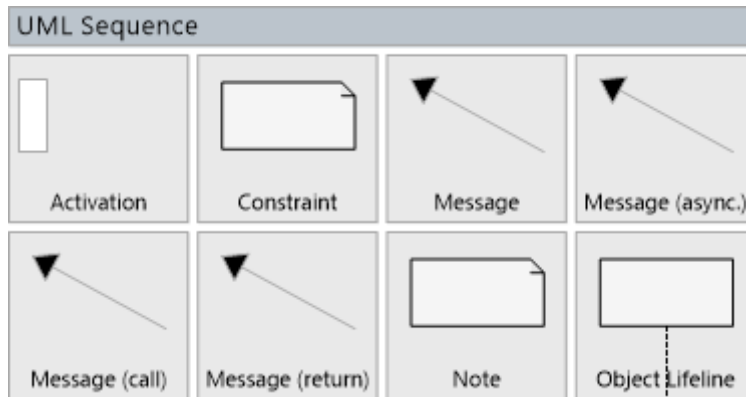 UML Sequence
Activation
Constraint
Message
Message (async.)
Message (call)
Message (return)
Note
Object Lifeline